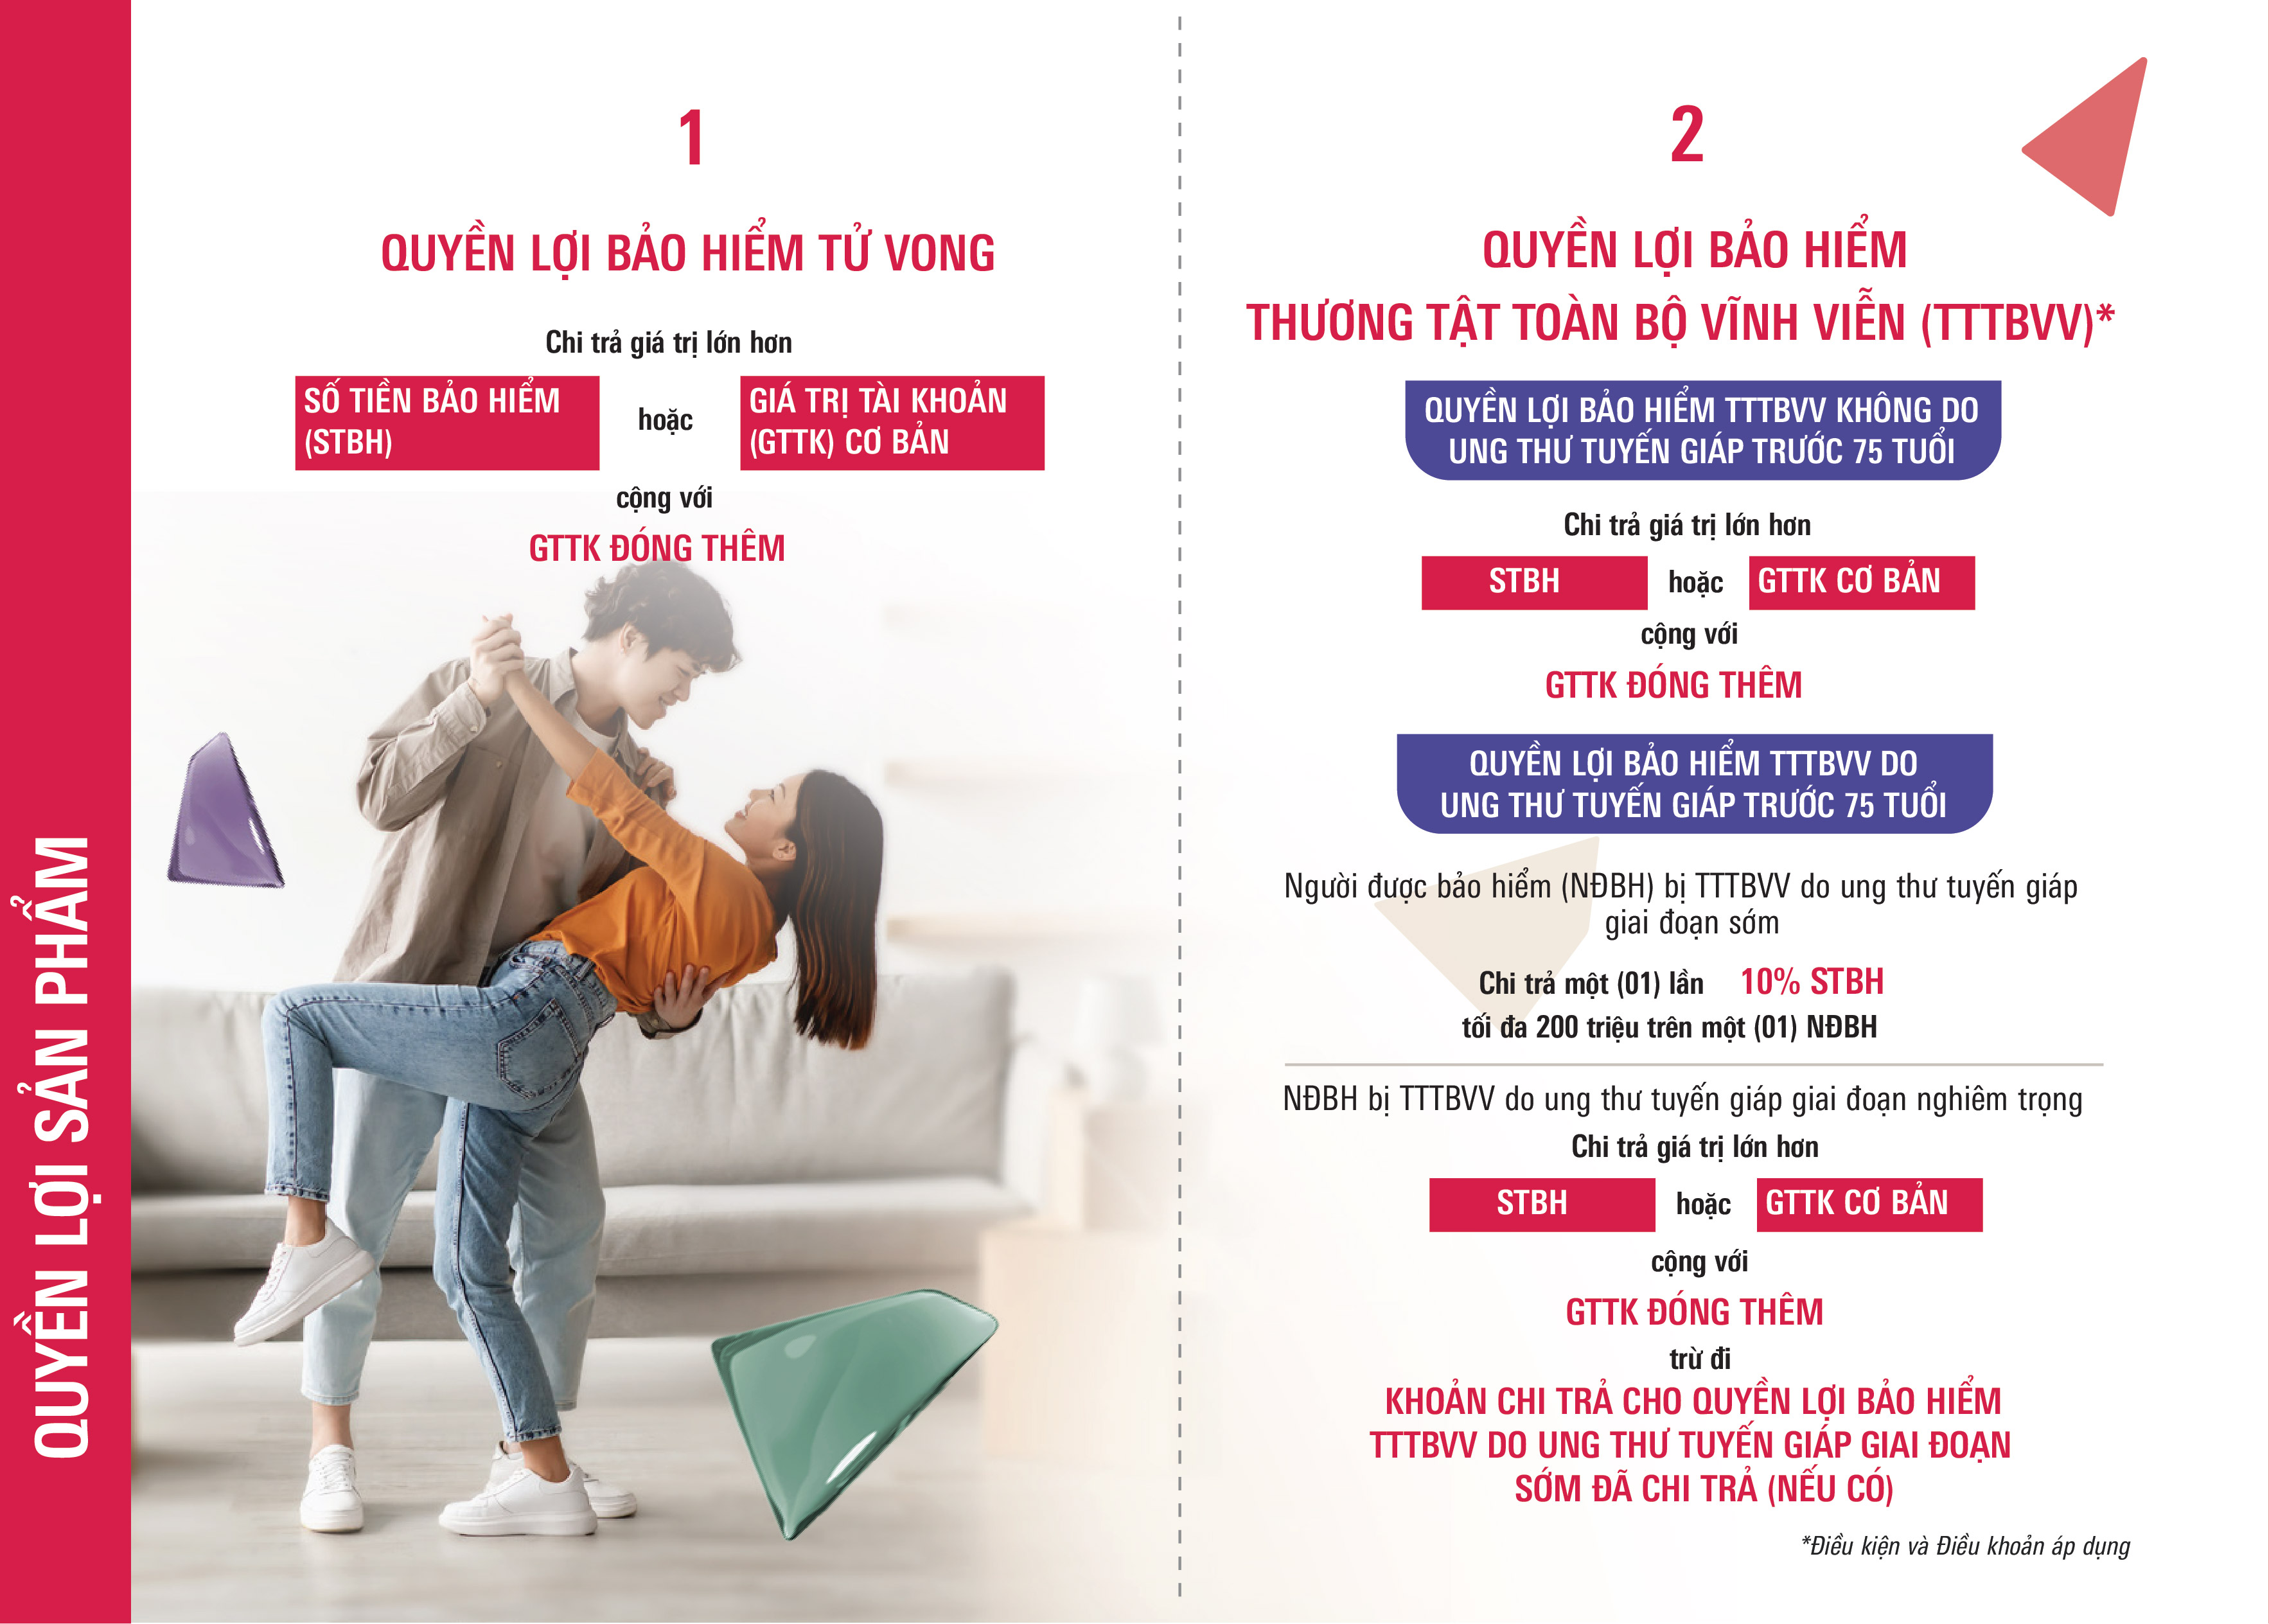 QUYỀN LỢI SẢN PHẨM
1
QUYỀN LỢI BẢO HIỂM TỬ VONG
Chi trả giá trị lớn hơn
SỐ TIỀN BẢO HIỂM
(STBH)
hoặc
GIÁ TRỊ TÀI KHOẢN
(GTTK) CƠ BẢN
cộng với
GTTK ĐÓNG THÊM
2
QUYỀN LỢI BẢO HIỂM
THƯƠNG TẬT TOÀN BỘ VĨNH VIỄN (TTTBVV)*
QUYỀN LỢI BẢO HIỂM TTTBVV KHÔNG DO
UNG THƯ TUYẾN GIÁP TRƯỚC 75 TUỔI
Chi trả giá trị lớn hơn
STBH hoặc GTTK CƠ BẢN
cộng với
GTTK ĐÓNG THÊM
QUYỀN LỢI BẢO HIỂM TTTBVV DO
UNG THƯ TUYẾN GIÁP TRƯỚC 75 TUỔI
Người được bảo hiểm (NĐBH) bị TTTBVV do ung thư tuyến giáp
giai đoạn sớm
Chi trả một (01) lần 10% STBH
tối đa 200 triệu trên một (01) NĐBH
NĐBH bị TTTBVV do ung thư tuyến giáp giai đoạn nghiêm trọng
Chi trả giá trị lớn hơn
STBH hoặc GTTK CƠ BẢN
cộng với
GTTK ĐÓNG THÊM
trừ đi
KHOẢN CHI TRẢ CHO QUYỀN LỢI BẢO HIỂM
TTTBVV DO UNG THƯ TUYẾN GIÁP GIAI ĐOẠN
SỚM ĐÃ CHI TRẢ (NẾU CÓ)
*Điều kiện và Điều khoản áp dụng